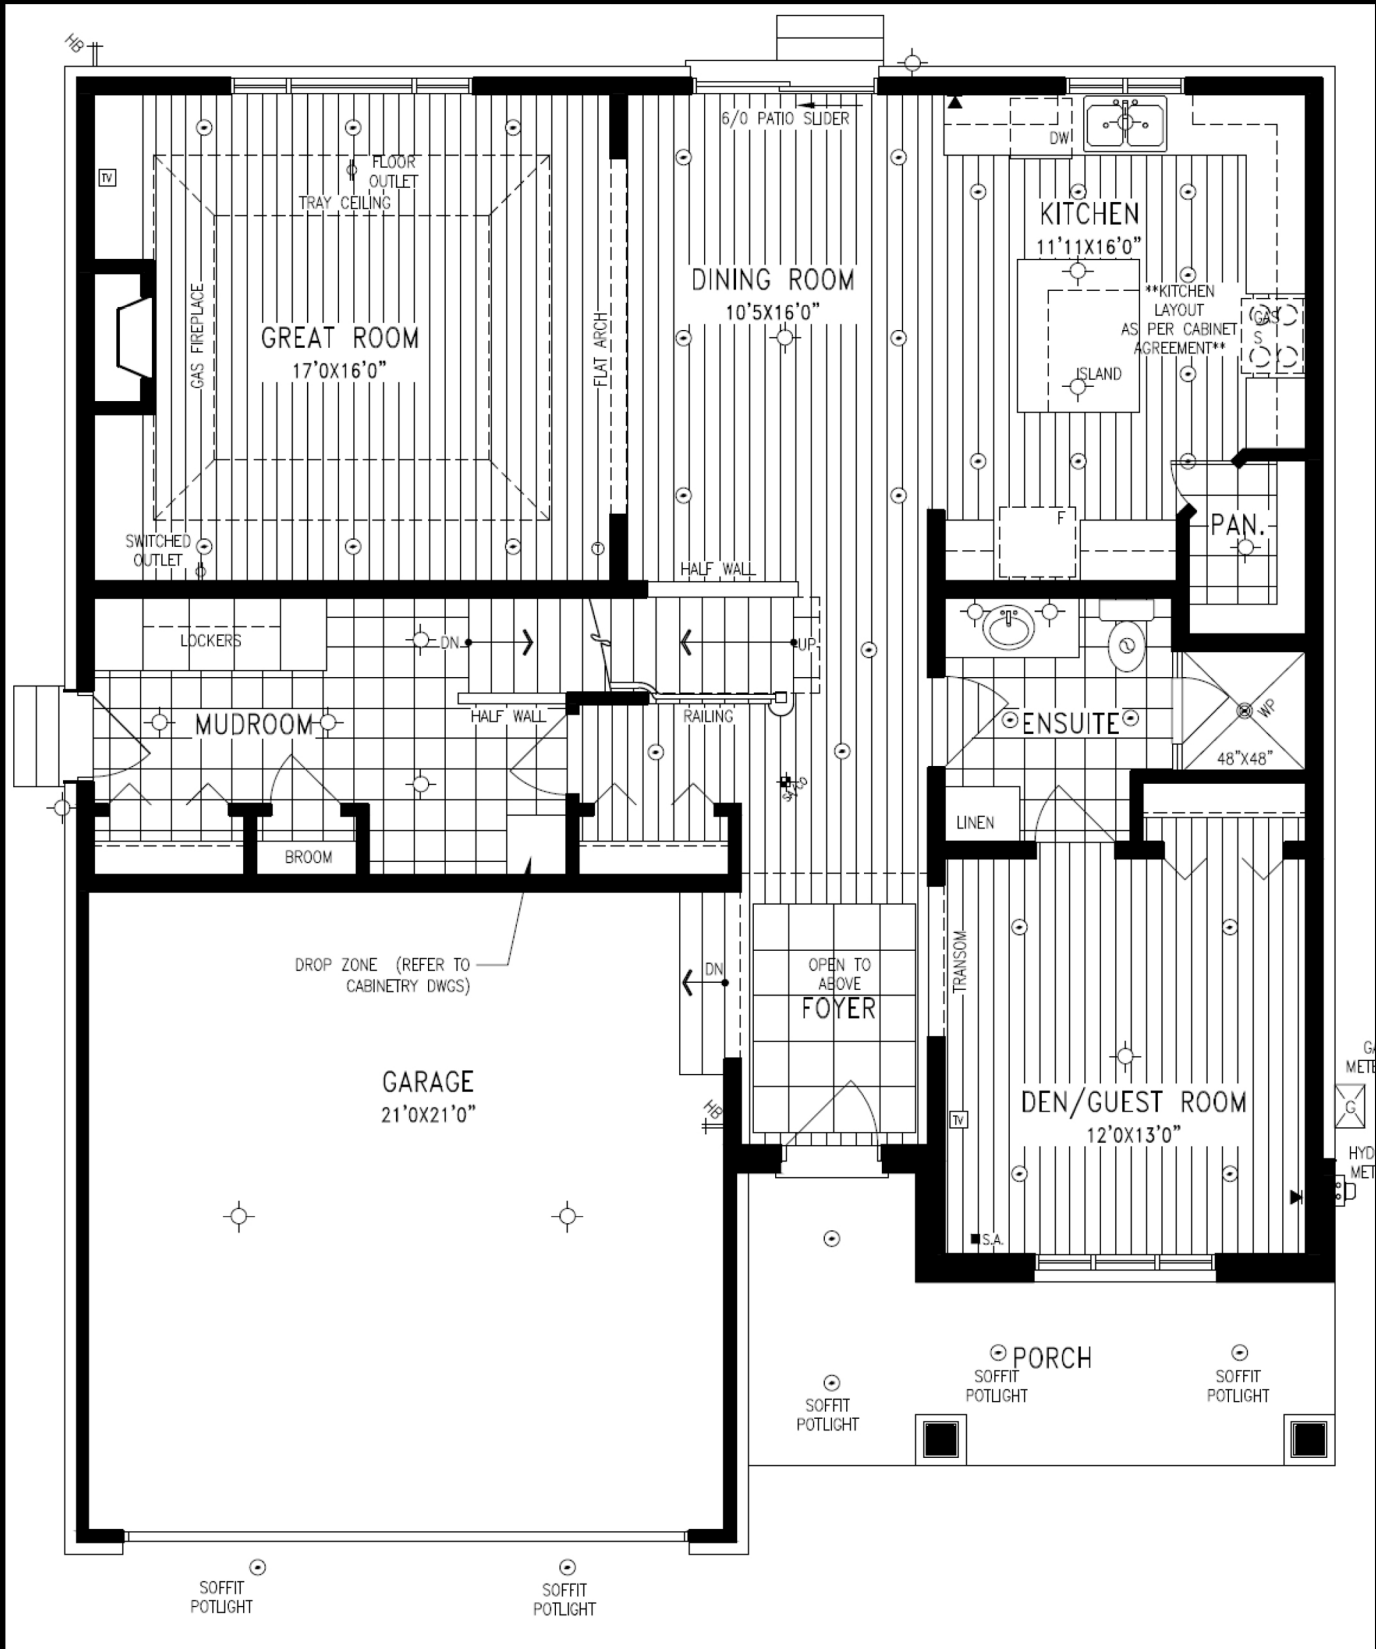 HB
6/0 PATIO SLIDER
DW
TV
FLOOR
OUTLET
TRAY CEILING
KITCHEN
11'11X16'0"
DINING ROOM
10'5X16'0"
**KITCHEN
LAYOUT
AS PER CABINET
AGREEMENT**
GAS
S
GAS FIREPLACE
GREAT ROOM
17'0X16'0"
FLAT ARCH
ISLAND
F
PAN.
SWITCHED
OUTLET
T
HALF WALL
LOCKERS
DN
UP
MUDROOM
HALF WALL
RAILING
ENSUITE
WP
48"X48"
LINEN
BROOM
DROP ZONE (REFER TO
CABINETRY DWGS)
DN
OPEN TO
ABOVE
FOYER
TRANSOM
GARAGE
21'0X21'0"
HB
TV
DEN/GUEST ROOM
12'0X13'0"
G
S.A.
PORCH
SOFFIT
POTLIGHT
SOFFIT
POTLIGHT
SOFFIT
POTLIGHT
SOFFIT
POTLIGHT
SOFFIT
POTLIGHT